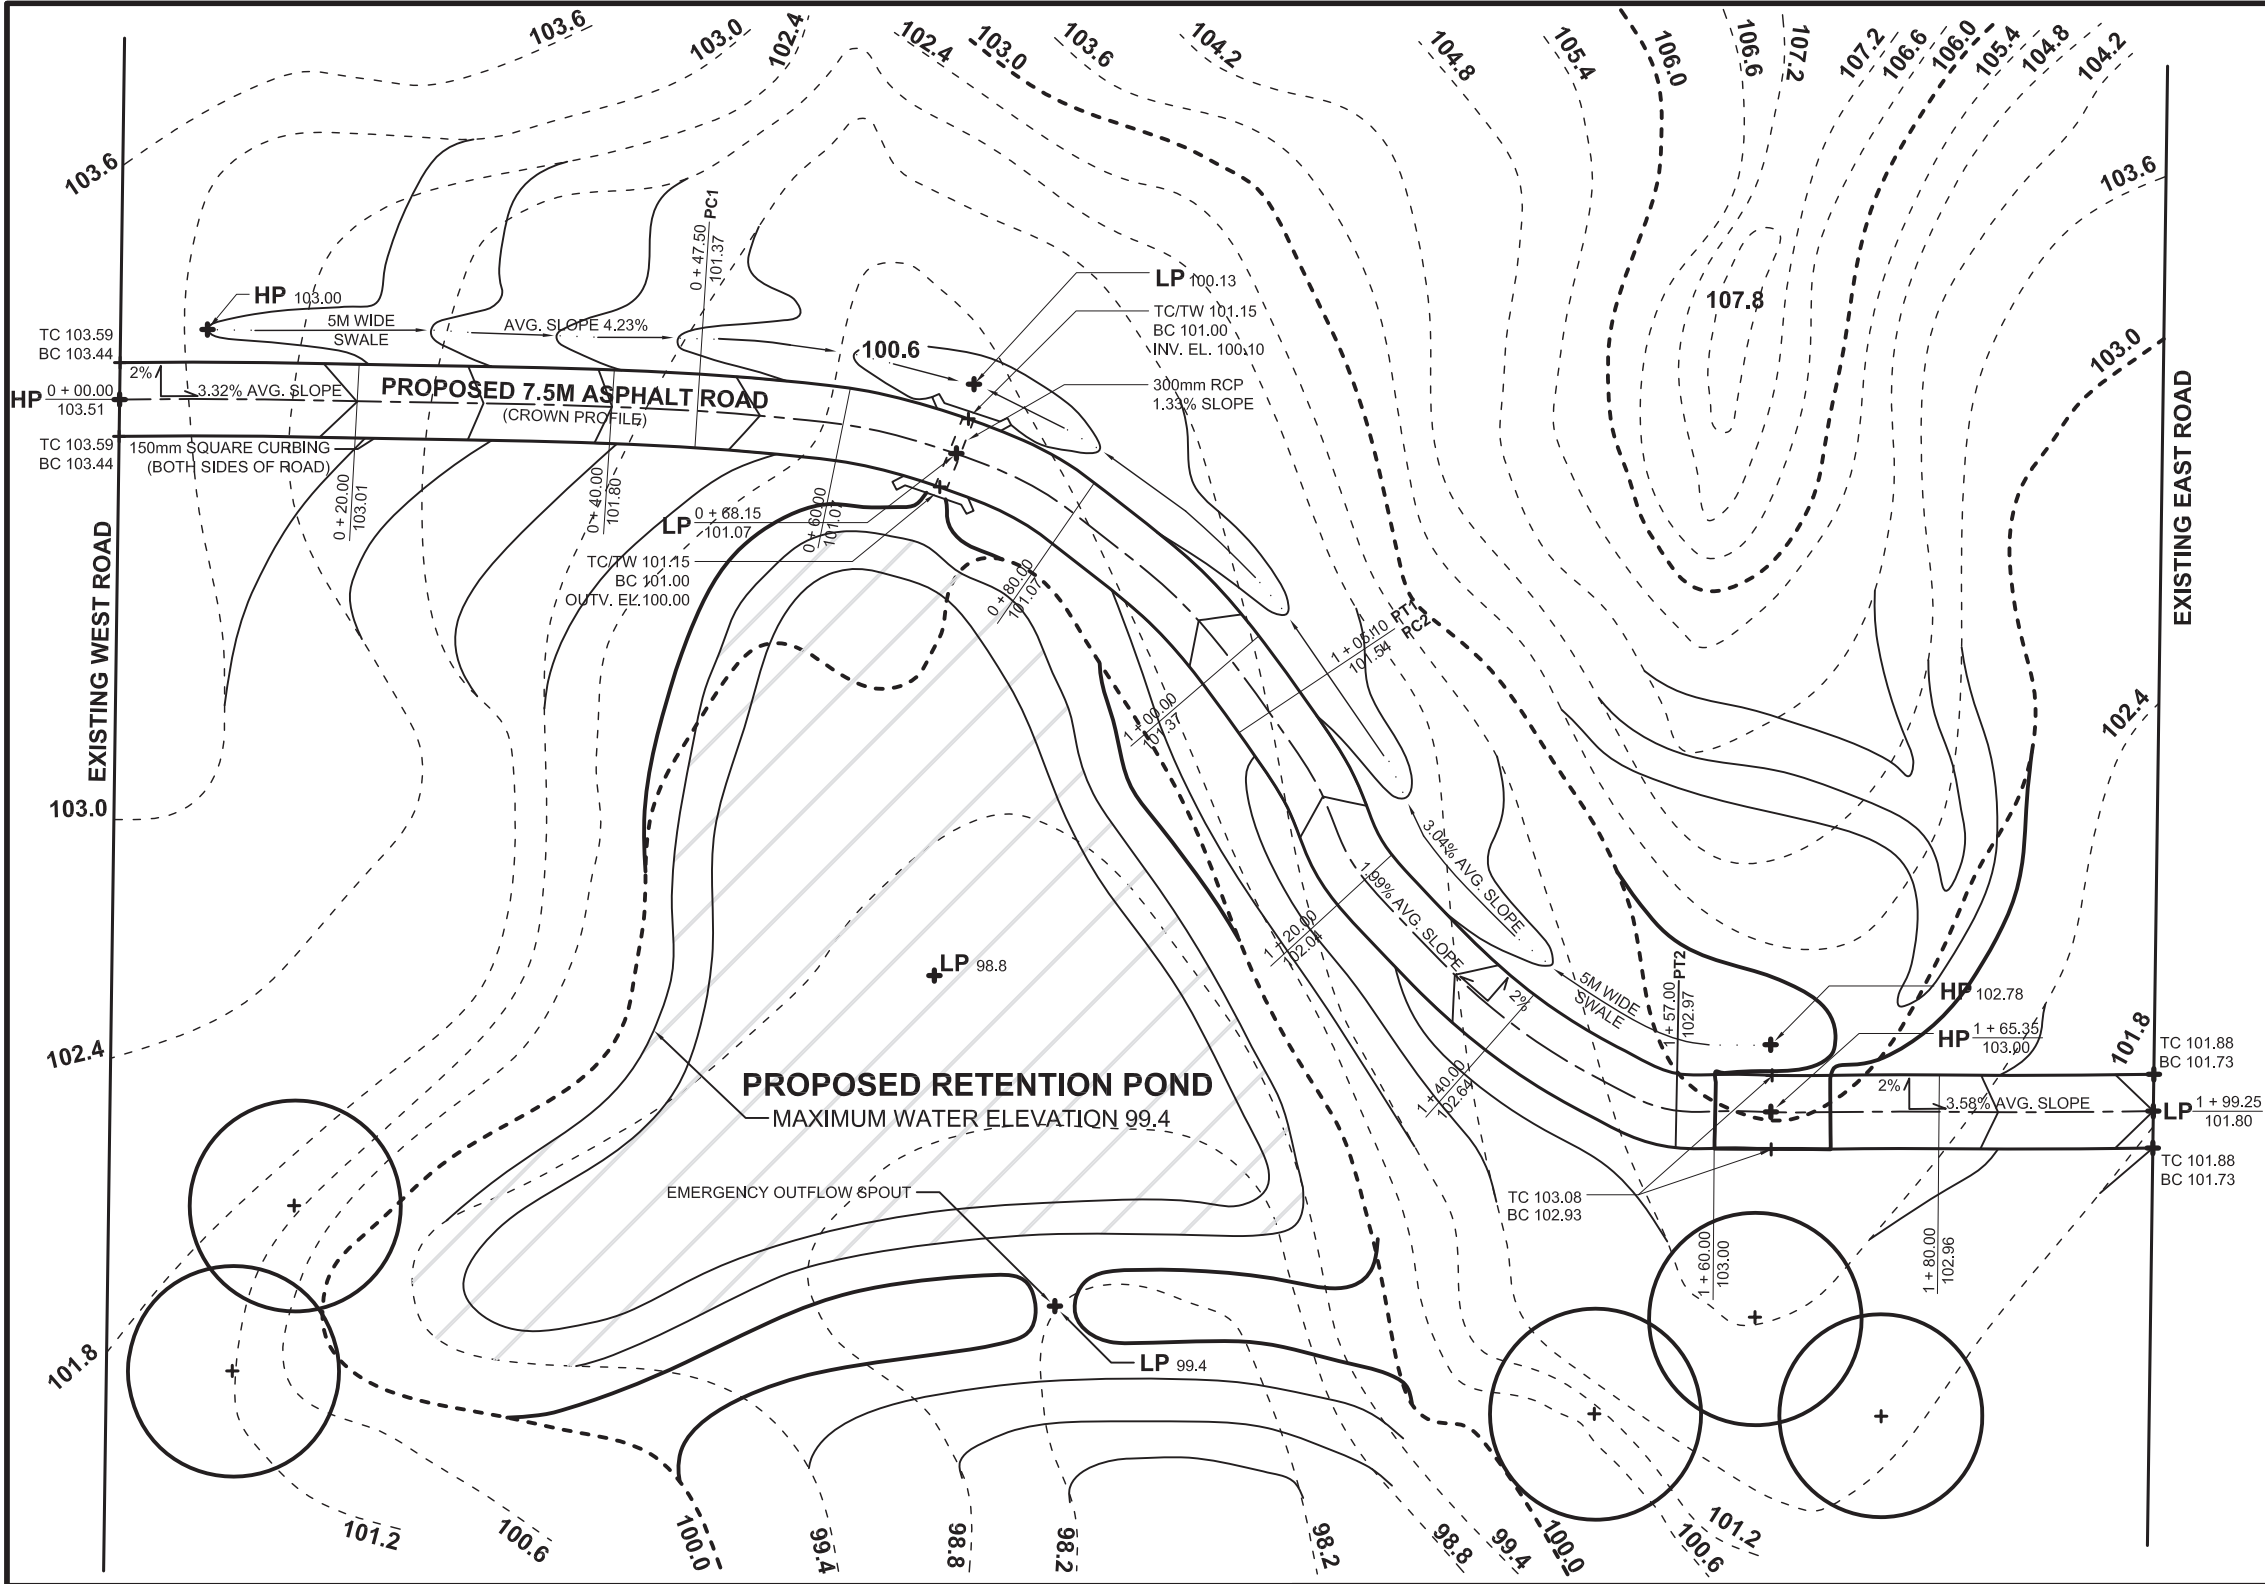 103.6
103.0
102.4
102.4
103.0
103.6
104.2
104.8
105.4
106.0
106.6
107.2
107.2
106.6
106.0
105.4
104.8
104.2
103.6
103.6
0 + 47.50 PC1
101.37
HP 103.00
5M WIDE
SWALE
AVG. SLOPE 4.23%
LP 100.13
TC/TW 101.15
BC 101.00
INV. EL. 100.10
300mm RCP
1.33% SLOPE
107.8
103.0
TC 103.59
BC 103.44
100.6
2%
3.32% AVG. SLOPE
HP 0 + 00.00
103.51
PROPOSED 7.5M ASPHALT ROAD
(CROWN PROFILE)
TC 103.59
BC 103.44
150mm SQUARE CURBING
(BOTH SIDES OF ROAD)
0 + 20.00
103.01
0 + 40.00
101.80
0 + 60.00
101.07
LP 0 + 68.15
101.07
TC/TW 101.15
BC 101.00
OUTV. EL.100.00
0 + 80.00
101.07
EXISTING WEST ROAD
EXISTING EAST ROAD
1 + 00.00
101.37
1 + 05.10 PT1
101.54 PC2
102.4
103.0
3.04% AVG. SLOPE
1.99% AVG. SLOPE
1 + 20.00
102.04
LP 98.8
5M WIDE
SWALE
2%
1 + 57.00 PT2
102.97
HP 102.78
HP 1 + 65.35
103.00
101.8
TC 101.88
BC 101.73
102.4
PROPOSED RETENTION POND
MAXIMUM WATER ELEVATION 99.4
1 + 40.00
102.64
2%
3.58% AVG. SLOPE
LP 1 + 99.25
101.80
TC 101.88
BC 101.73
EMERGENCY OUTFLOW SPOUT
TC 103.08
BC 102.93
1 + 60.00
103.00
1 + 80.00
102.96
101.8
LP 99.4
101.2
100.6
100.0
99.4
98.8
98.2
98.2
98.8
99.4
100.0
100.6
101.2